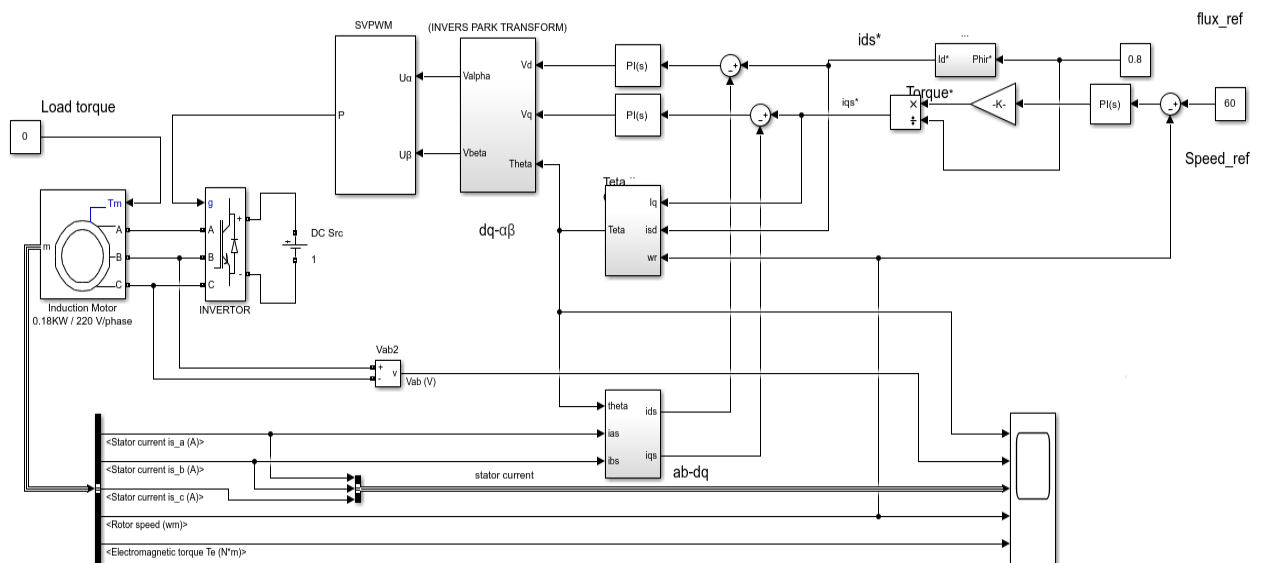 flux_ref
SVPWM
(INVERS PARK TRANSFORM)
ids*
...
Uα
P
Uβ
Valpha
Vbeta
Vd
Vq
Theta
PI(s)
PI(s)
-
+
-
+
Id*
Phir*
0.8
iqs*
Torque*
×
÷
-K-
PI(s)
-
+
60
Speed_ref
Load torque
0
Tm
m
A
B
C
Induction Motor
0.18KW / 220 V/phase
g
A
B
C
+
-
INVERTOR
DC Src
1
+
dq-αβ
Teta ..
Iq
Teta
isd
wr
Vab2
+
-
v
Vab (V)
theta
ias
ibs
ids
iqs
ab-dq
<Stator current is_a (A)>
<Stator current is_b (A)>
<Stator current is_c (A)>
stator current
<Rotor speed (wm)>
<Electromagnetic torque Te (N*m)>